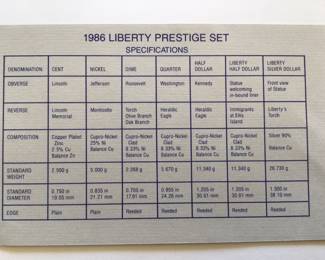 1986 LIBERTY PRESTIGE SET
SPECIFICATIONS
DENOMINATION CENT NICKEL DIME QUARTER HALF DOLLAR LIBERTY HALF DOLLAR LIBERTY SILVER DOLLAR
OBVERSE Lincoln Jefferson Roosevelt Washington Kennedy Statue welcoming in-bound liner Front view of Statue
REVERSE Lincoln Memorial Monticello Torch Olive Branch Oak Branch Heraldic Eagle Heraldic Eagle Immigrants at Ellis Island Liberty's Torch
COMPOSITION Copper Plated Zinc 2.5% Cu Balance Zn Cupro-Nickel 25% Ni Balance Cu Cupro-Nickel Clad 8.33% Ni Balance Cu Cupro-Nickel Clad 8.33% Ni Balance Cu Cupro-Nickel Clad 8.33% Ni Balance Cu Cupro-Nickel Clad 8.33% Ni Balance Cu Silver 90% Balance Cu
STANDARD WEIGHT 2.500 g 5.000 g 2.268 g 5.670 g 11.340 g 11.340 g 26.730 g
STANDARD DIAMETER 0.750 in 19.05 mm 0.835 in 21.21 mm 0.705 in 17.91 mm 0.955 in 24.26 mm 1.205 in 30.61 mm 1.205 in 30.61 mm 1.500 in 38.10 mm
EDGE Plain Plain Reeded Reeded Reeded Reeded Reeded